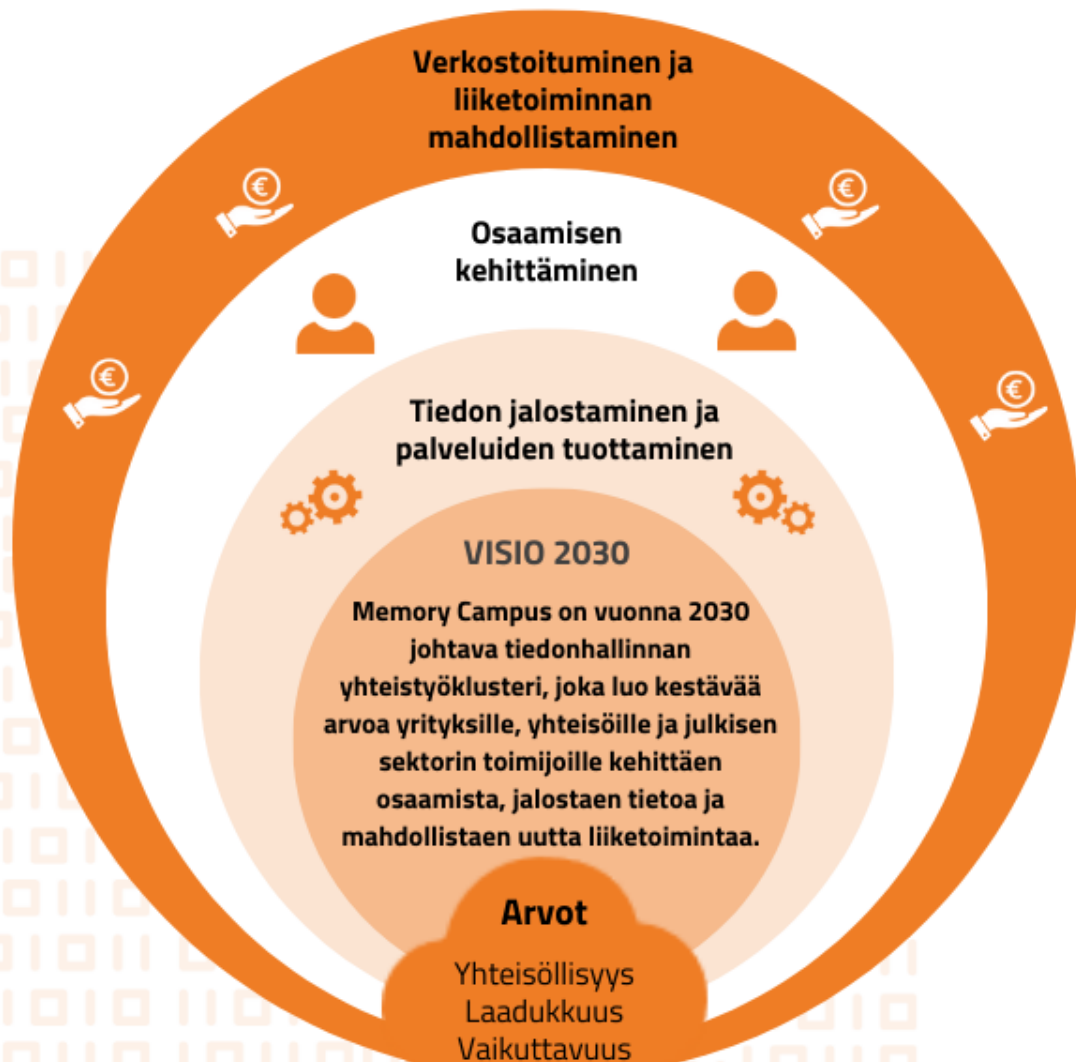 Verkostoituminen ja
liiketoiminnan
mahdollistaminen
Osaamisen
kehittäminen
Tiedon jalostaminen ja
palveluiden tuottaminen
VISIO 2030
Memory Campus on vuonna 2030
johtava tiedonhallinnan
yhteistyöklusteri, joka luo kestävää
arvoa yrityksille, yhteisöille ja julkisen
sektorin toimijoille kehittäen
osaamista, jalostaen tietoa ja
mahdollistaen uutta liiketoimintaa.
Arvot
Yhteisöllisyys
Laadukkuus
Vaikuttavuus